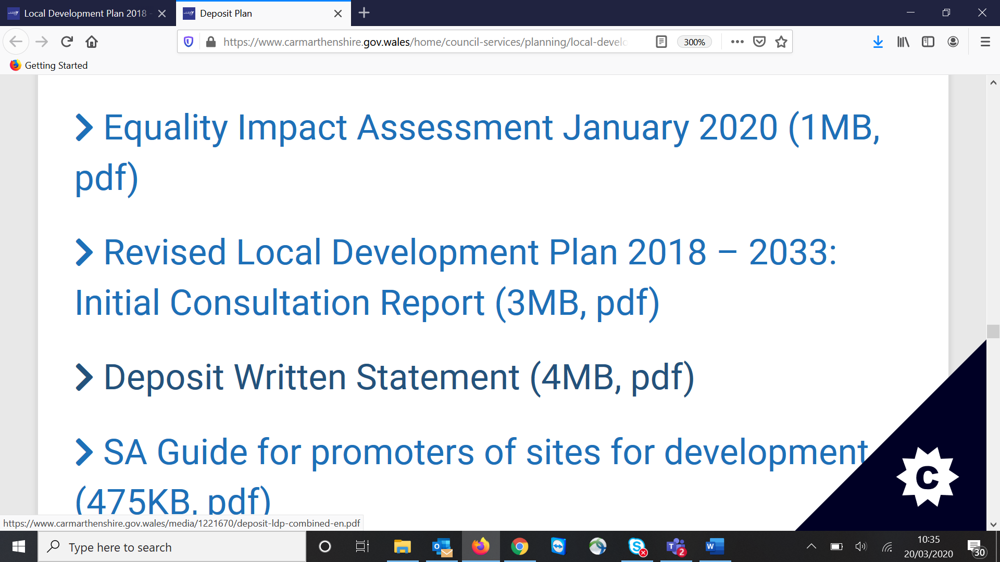 Local Development Plan 2018 -
Deposit Plan
https://www.carmarthenshire.gov.wales/home/council-services/planning/local-develo
300%
Getting Started
Equality Impact Assessment January 2020 (1MB,
pdf)
Revised Local Development Plan 2018 – 2033:
Initial Consultation Report (3MB, pdf)
Deposit Written Statement (4MB, pdf)
SA Guide for promoters of sites for development
(475KB, pdf)
C
https://www.carmarthenshire.gov.wales/media/1221670/deposit-ldp-combined-en.pdf
Type here to search
O
S
T
2
W
10:35
20/03/2020
30